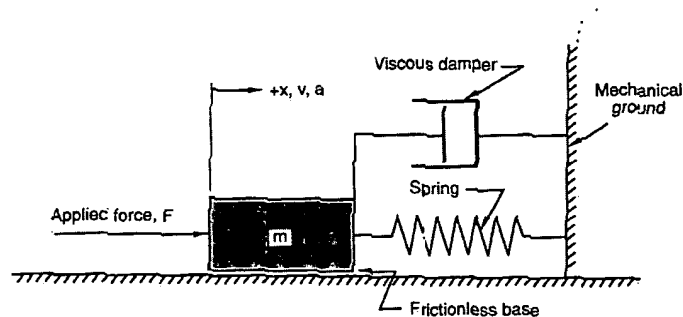 Viscous damper
+x, v, a
Mechanical
ground
Spring
Appliec force, F
m
Frictionless base